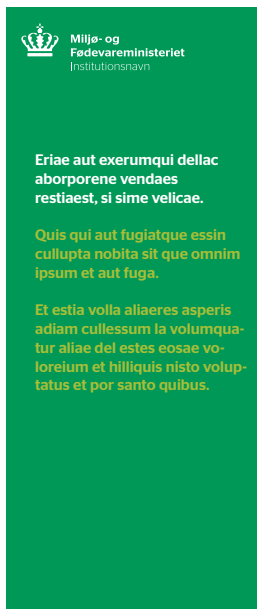 Miljø- og
Fødevareministeriet
Institutionsnavn
Eriae aut exerumqui dellac
aborporene vendaes
restiaest, si sime velicae.
Quis qui aut fugiatque essin
cullupta nobita sit que omnim
ipsum et aut fuga.
Et estia volla aliaeres asperis
adiam cullessum la volumqua-
tur aliae del estes eosae vo-
loreium et hilliquis nisto volup-
tatus et por santo quibus.